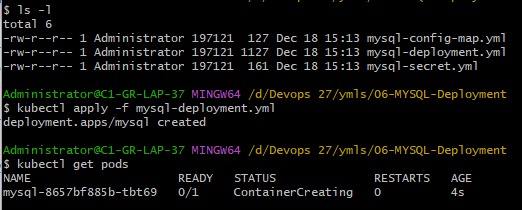 $ ls -l
total 6
-rw-r--r-- 1 Administrator 197121  127 Dec 18 15:13 mysql-config-map.yml
-rw-r--r-- 1 Administrator 197121 1127 Dec 18 15:13 mysql-deployment.yml
-rw-r--r-- 1 Administrator 197121  161 Dec 18 15:13 mysql-secret.yml
Administrator@C1-GR-LAP-37 MINGW64 /d/Devops 27/ymls/06-MYSQL-Deployment
$ kubectl apply -f mysql-deployment.yml
deployment.apps/mysql created
Administrator@C1-GR-LAP-37 MINGW64 /d/Devops 27/ymls/06-MYSQL-Deployment
$ kubectl get pods
NAME                     READY   STATUS              RESTARTS   AGE
mysql-8657bf885b-tbt69   0/1     ContainerCreating   0          4s